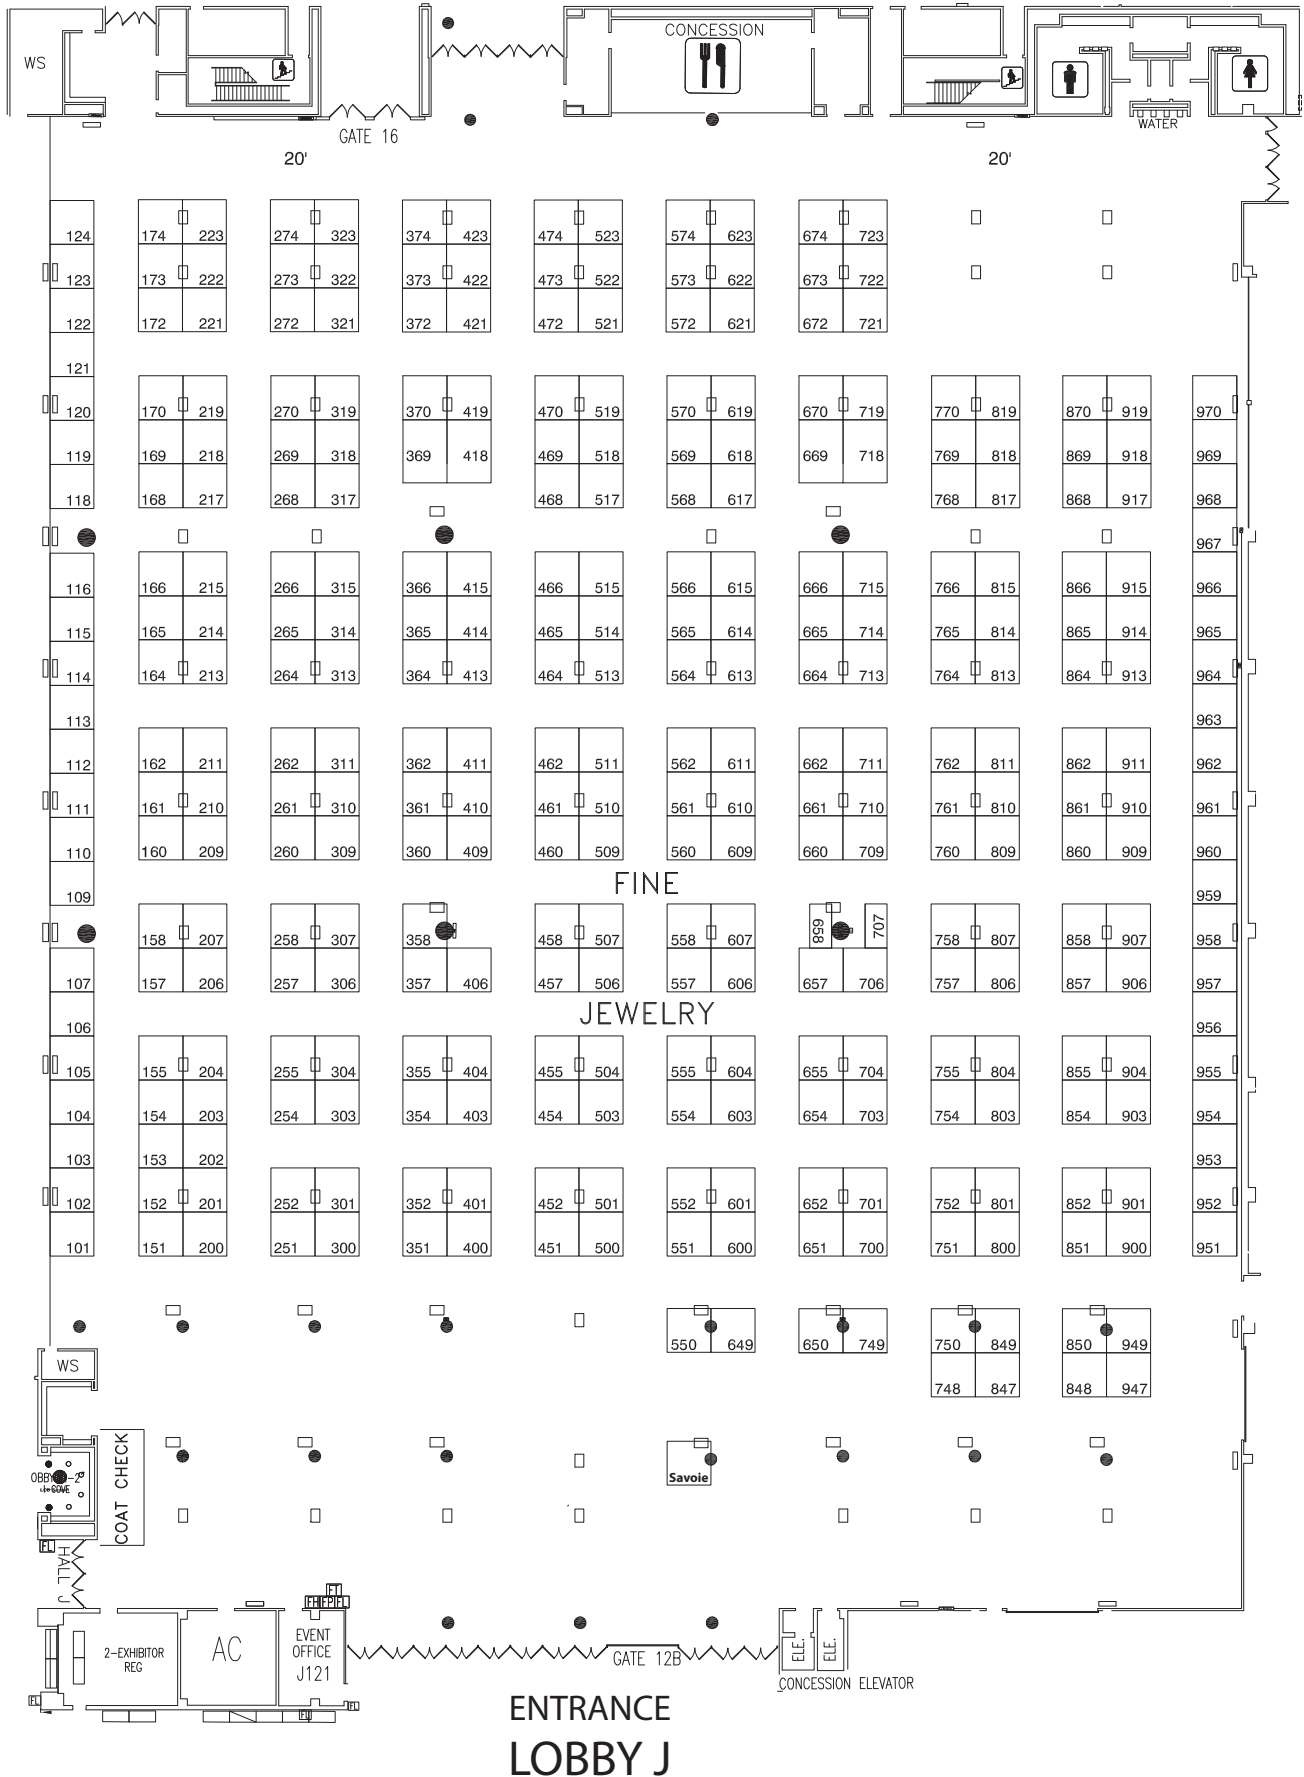 CONCESSION
WS
GATE 16
WATER
20' 20'
124 174 223 274 323 374 423 474 523 574 623 674 723
123 173 222 273 322 373 422 473 522 573 622 673 722
122 172 221 272 321 372 421 472 521 572 621 672 721
121
120 170 219 270 319 370 419 470 519 570 619 670 719 770 819 870 919 970
119 169 218 269 318 369 418 469 518 569 618 669 718 769 818 869 918 969
118 168 217 268 317 468 517 568 617 768 817 868 917 968
967
116 166 215 266 315 366 415 466 515 566 615 666 715 766 815 866 915 966
115 165 214 265 314 365 414 465 514 565 614 665 714 765 814 865 914 965
114 164 213 264 313 364 413 464 513 564 613 664 713 764 813 864 913 964
113 963
112 162 211 262 311 362 411 462 511 562 611 662 711 762 811 862 911 962
111 161 210 261 310 361 410 461 510 561 610 661 710 761 810 861 910 961
110 160 209 260 309 360 409 460 509 560 609 660 709 760 809 860 909 960
FINE
109 959
158 207 258 307 358 458 507 558 607 658 707 758 807 858 907 958
107 157 206 257 306 357 406 457 506 557 606 657 706 757 806 857 906 957
JEWELRY
106 956
105 155 204 255 304 355 404 455 504 555 604 655 704 755 804 855 904 955
104 154 203 254 303 354 403 454 503 554 603 654 703 754 803 854 903 954
103 153 202 953
102 152 201 252 301 352 401 452 501 552 601 652 701 752 801 852 901 952
101 151 200 251 300 351 400 451 500 551 600 651 700 751 800 851 900 951
550 649 650 749 750 849 850 949
WS
748 847 848 947
COAT CHECK
Savoie
OBBY -2
FL
HALL J
FT
FH FP FL
EVENT
OFFICE
J121
2-EXHIBITOR
REG
AC
ELE. ELE.
GATE 12B
CONCESSION ELEVATOR
FL FL FL
ENTRANCE
LOBBY J